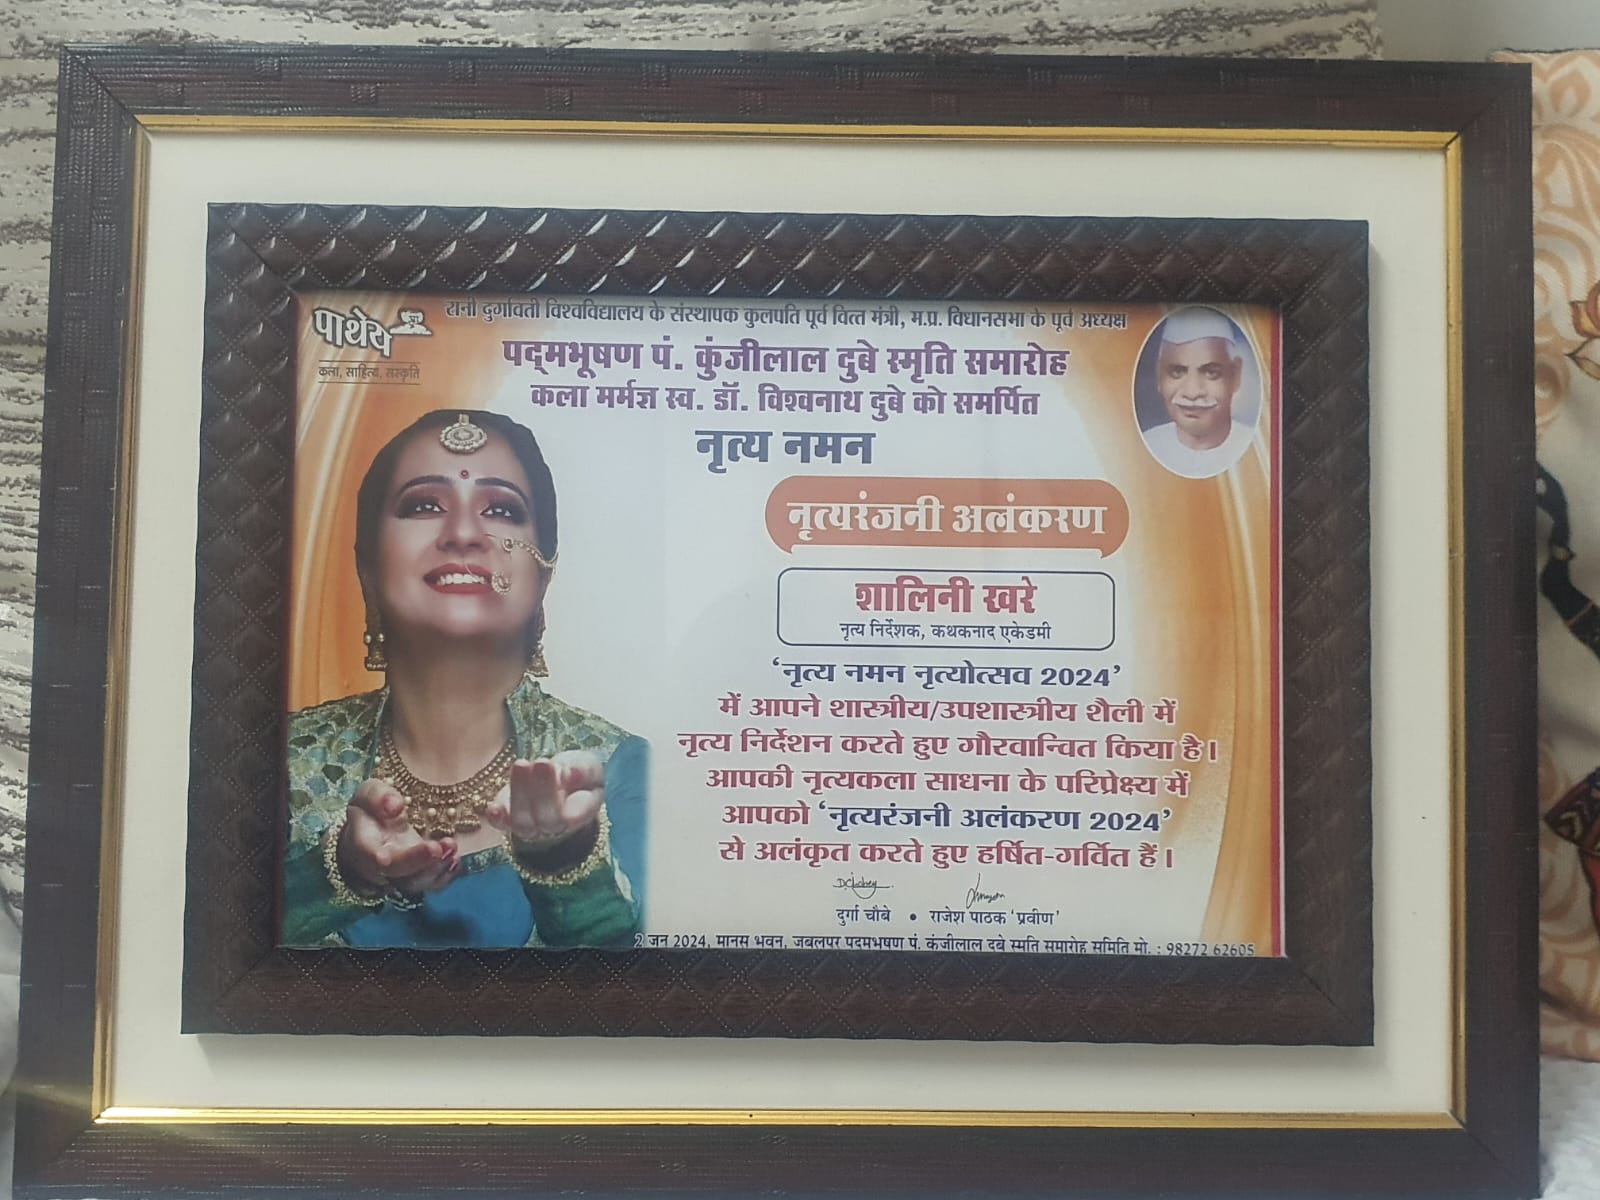 रानी दुर्गावती विश्वविद्यालय के संस्थापक कुलपति पूर्व वित्त मंत्री, म.प्र. विधानसभा के पूर्व अध्यक्ष
पाथेय
कला, साहित्य, संस्कृति
पद्मभूषण पं. कुंजीलाल दुबे स्मृति समारोह
कला मर्मज्ञ स्व. डॉ. विश्वनाथ दुबे को समर्पित
नृत्य नमन
नृत्यरंजनी अलंकरण
शालिनी खरे
नृत्य निर्देशक, कथकनाद एकेडमी
‘नृत्य नमन नृत्योत्सव 2024’
में आपने शास्त्रीय/उपशास्त्रीय शैली में
नृत्य निर्देशन करते हुए गौरवान्वित किया है।
आपकी नृत्यकला साधना के परिप्रेक्ष्य में
आपको ‘नृत्यरंजनी अलंकरण 2024’
से अलंकृत करते हुए हर्षित-गर्वित हैं।
दुर्गा चौबे • राजेश पाठक ‘प्रवीण’
2 जून 2024, मानस भवन, जबलपुर पद्मभूषण पं. कुंजीलाल दुबे स्मृति समारोह समिति मो. : 98272 62605